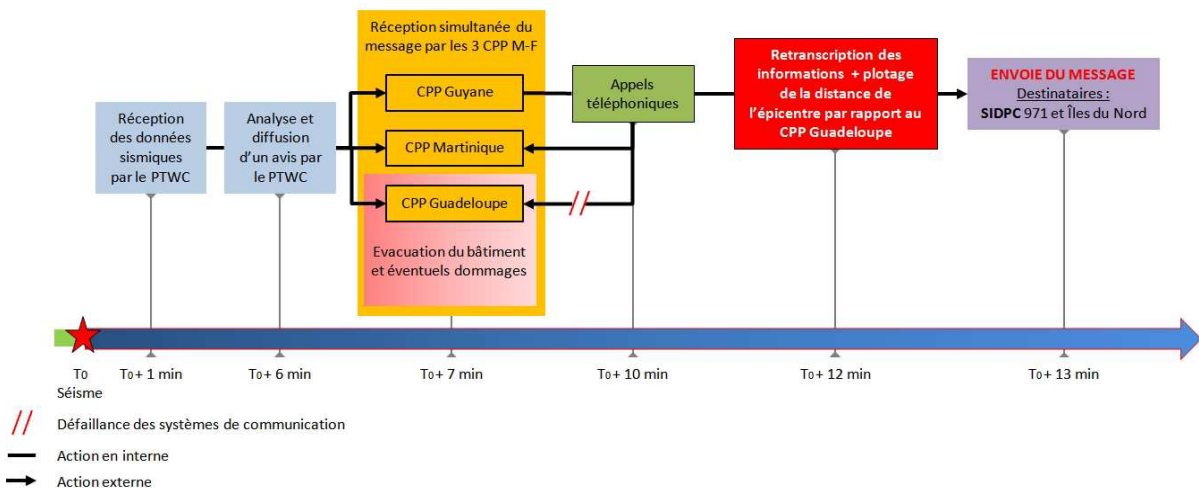 Réception simultanée du
message par les 3 CPP M-F
CPP Guyane
CPP Martinique
CPP Guadeloupe
Evacuation du bâtiment
et éventuels dommages
Réception
des données
sismiques
par le PTWC
Analyse et
diffusion
d'un avis par
le PTWC
Appels
téléphoniques
Retranscription des
informations + plotage
de la distance de
l'épicentre par rapport au
CPP Guadeloupe
ENVOIE DU MESSAGE
Destinataires :
SIDPC 971 et Îles du Nord
T0
Séisme
T0 + 1 min
T0 + 6 min
T0 + 7 min
T0 + 10 min
T0 + 12 min
T0 + 13 min
Défaillance des systèmes de communication
Action en interne
Action externe